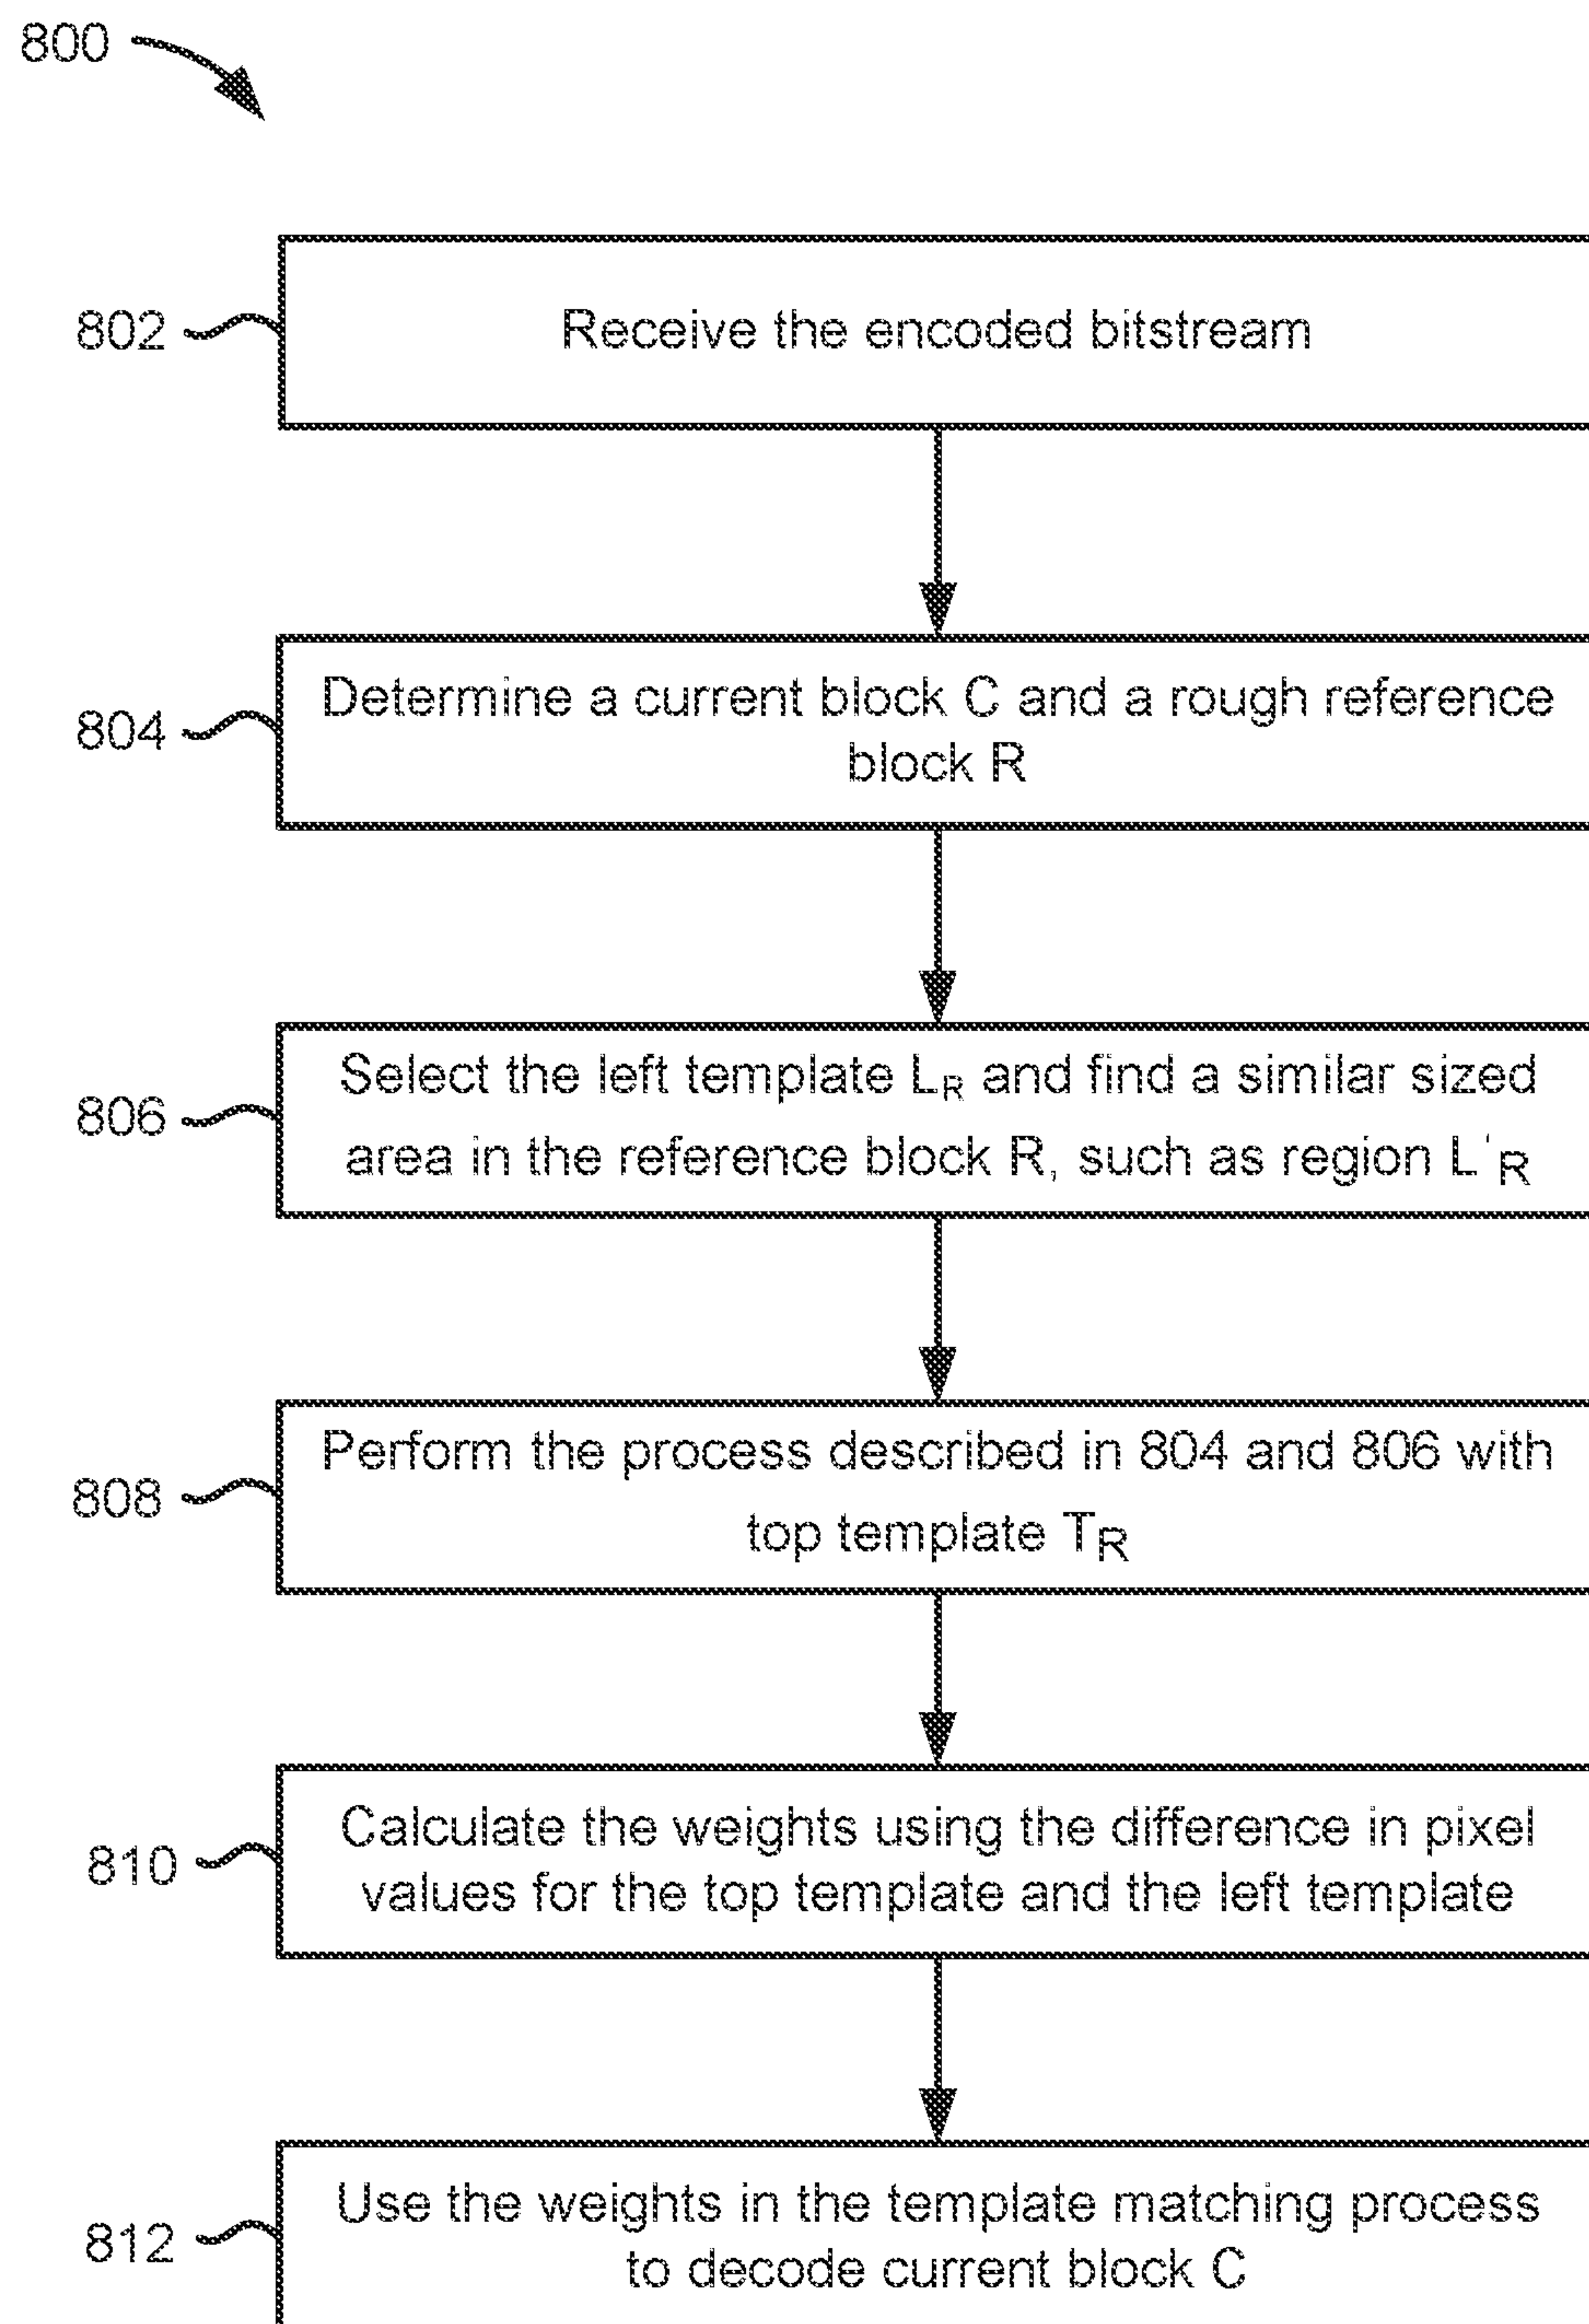 800
802
Receive the encoded bitstream
804
Determine a current block C and a rough reference
block R
806
Select the left template LR and find a similar sized
area in the reference block R, such as region L'R
808
Perform the process described in 804 and 806 with
top template TR
810
Calculate the weights using the difference in pixel
values for the top template and the left template
812
Use the weights in the template matching process
to decode current block C